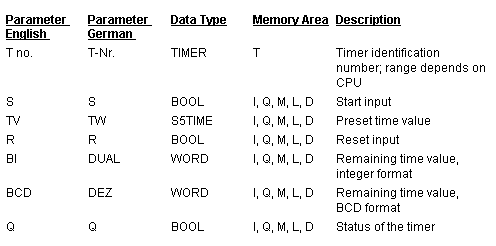 Parameter Parameter Data Type Memory Area Description
English German
T no. T-Nr. TIMER T Timer identification
number; range depends on
CPU
S S BOOL I, Q, M, L, D Start input
TV TW S5TIME I, Q, M, L, D Preset time value
R R BOOL I, Q, M, L, D Reset input
BI DUAL WORD I, Q, M, L, D Remaining time value,
integer format
BCD DEZ WORD I, Q, M, L, D Remaining time value,
BCD format
Q Q BOOL I, Q, M, L, D Status of the timer